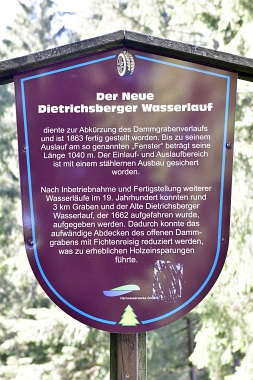 Der Neue
Dietrichsberger Wasserlauf
diente zur Abkürzung des Dammgrabenverlaufs
und ist 1863 fertig gestellt worden. Bis zu seinem
Auslauf am so genannten „Fenster" beträgt seine
Länge 1040 m. Der Einlauf- und Auslaufbereich
ist mit einem stählernen Ausbau gesichert
worden.
Nach Inbetriebnahme und Fertigstellung weiterer
Wasserläufe im 19. Jahrhundert konnten rund
3 km Graben und der Alte Dietrichsberger
Wasserlauf, der 1662 aufgefahren wurde,
aufgegeben werden. Dadurch konnte das
aufwändige Abdecken des offenen Damm-
grabens mit Fichtenreisig reduziert werden,
was zu erheblichen Holzeinsparungen
führte.
Harzwasserwerke GmbH